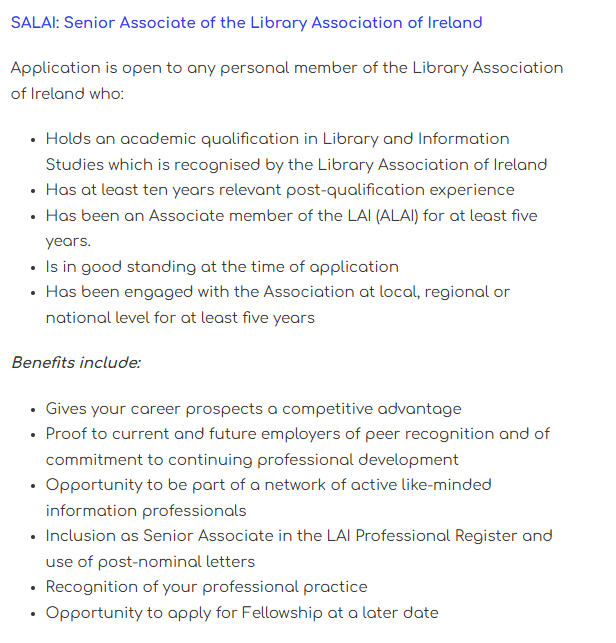 SALAI: Senior Associate of the Library Association of Ireland
Application is open to any personal member of the Library Association
of Ireland who:
• Holds an academic qualification in Library and Information
Studies which is recognised by the Library Association of Ireland
• Has at least ten years relevant post-qualification experience
• Has been an Associate member of the LAI (ALAI) for at least five
years.
• Is in good standing at the time of application
• Has been engaged with the Association at local, regional or
national level for at least five years
Benefits include:
• Gives your career prospects a competitive advantage
• Proof to current and future employers of peer recognition and of
commitment to continuing professional development
• Opportunity to be part of a network of active like-minded
information professionals
• Inclusion as Senior Associate in the LAI Professional Register and
use of post-nominal letters
• Recognition of your professional practice
• Opportunity to apply for Fellowship at a later date